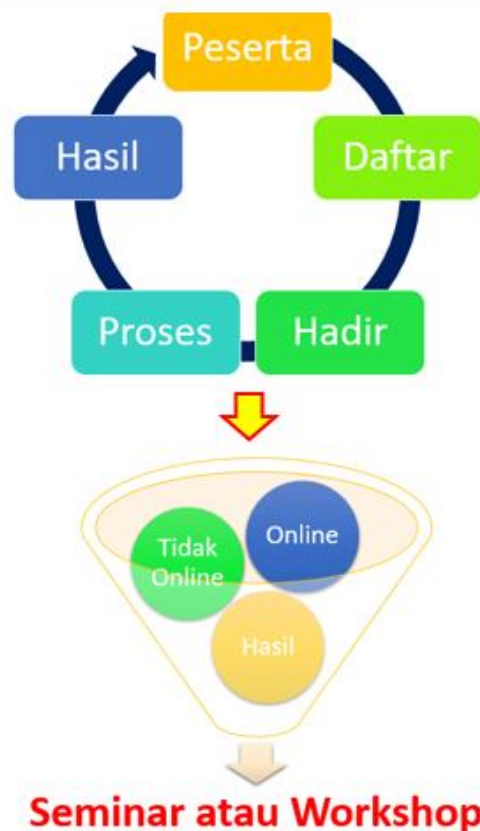 Peserta
Hasil
Daftar
Proses
Hadir
Tidak
Online
Online
Hasil
Seminar atau Workshop